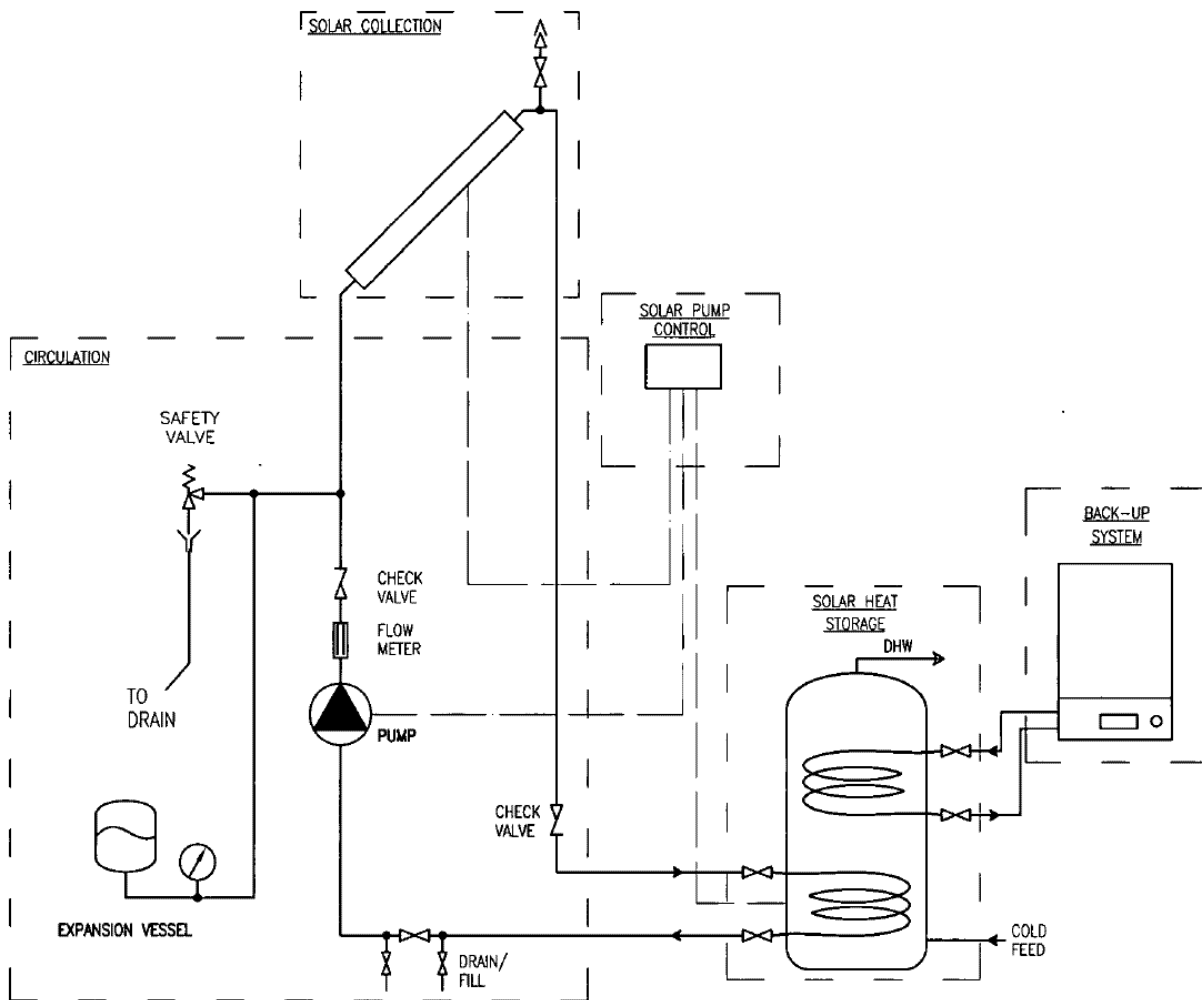 SOLAR COLLECTION
SOLAR PUMP
CONTROL
CIRCULATION
SAFETY
VALVE
BACK-UP
SYSTEM
CHECK
VALVE
SOLAR HEAT
STORAGE
FLOW
METER
DHW
TO
DRAIN
PUMP
CHECK
VALVE
EXPANSION VESSEL
DRAIN/
FILL
COLD
FEED